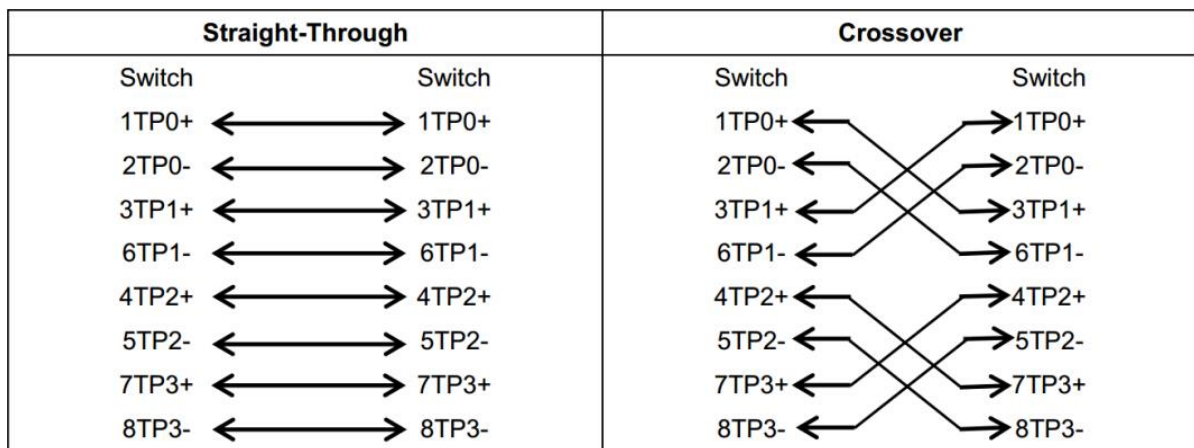 Straight-Through Crossover
Switch Switch Switch Switch
1TP0+ 1TP0+ 1TP0+ 1TP0+
2TP0- 2TP0- 2TP0- 2TP0-
3TP1+ 3TP1+ 3TP1+ 3TP1+
6TP1- 6TP1- 6TP1- 6TP1-
4TP2+ 4TP2+ 4TP2+ 4TP2+
5TP2- 5TP2- 5TP2- 5TP2-
7TP3+ 7TP3+ 7TP3+ 7TP3+
8TP3- 8TP3- 8TP3- 8TP3-